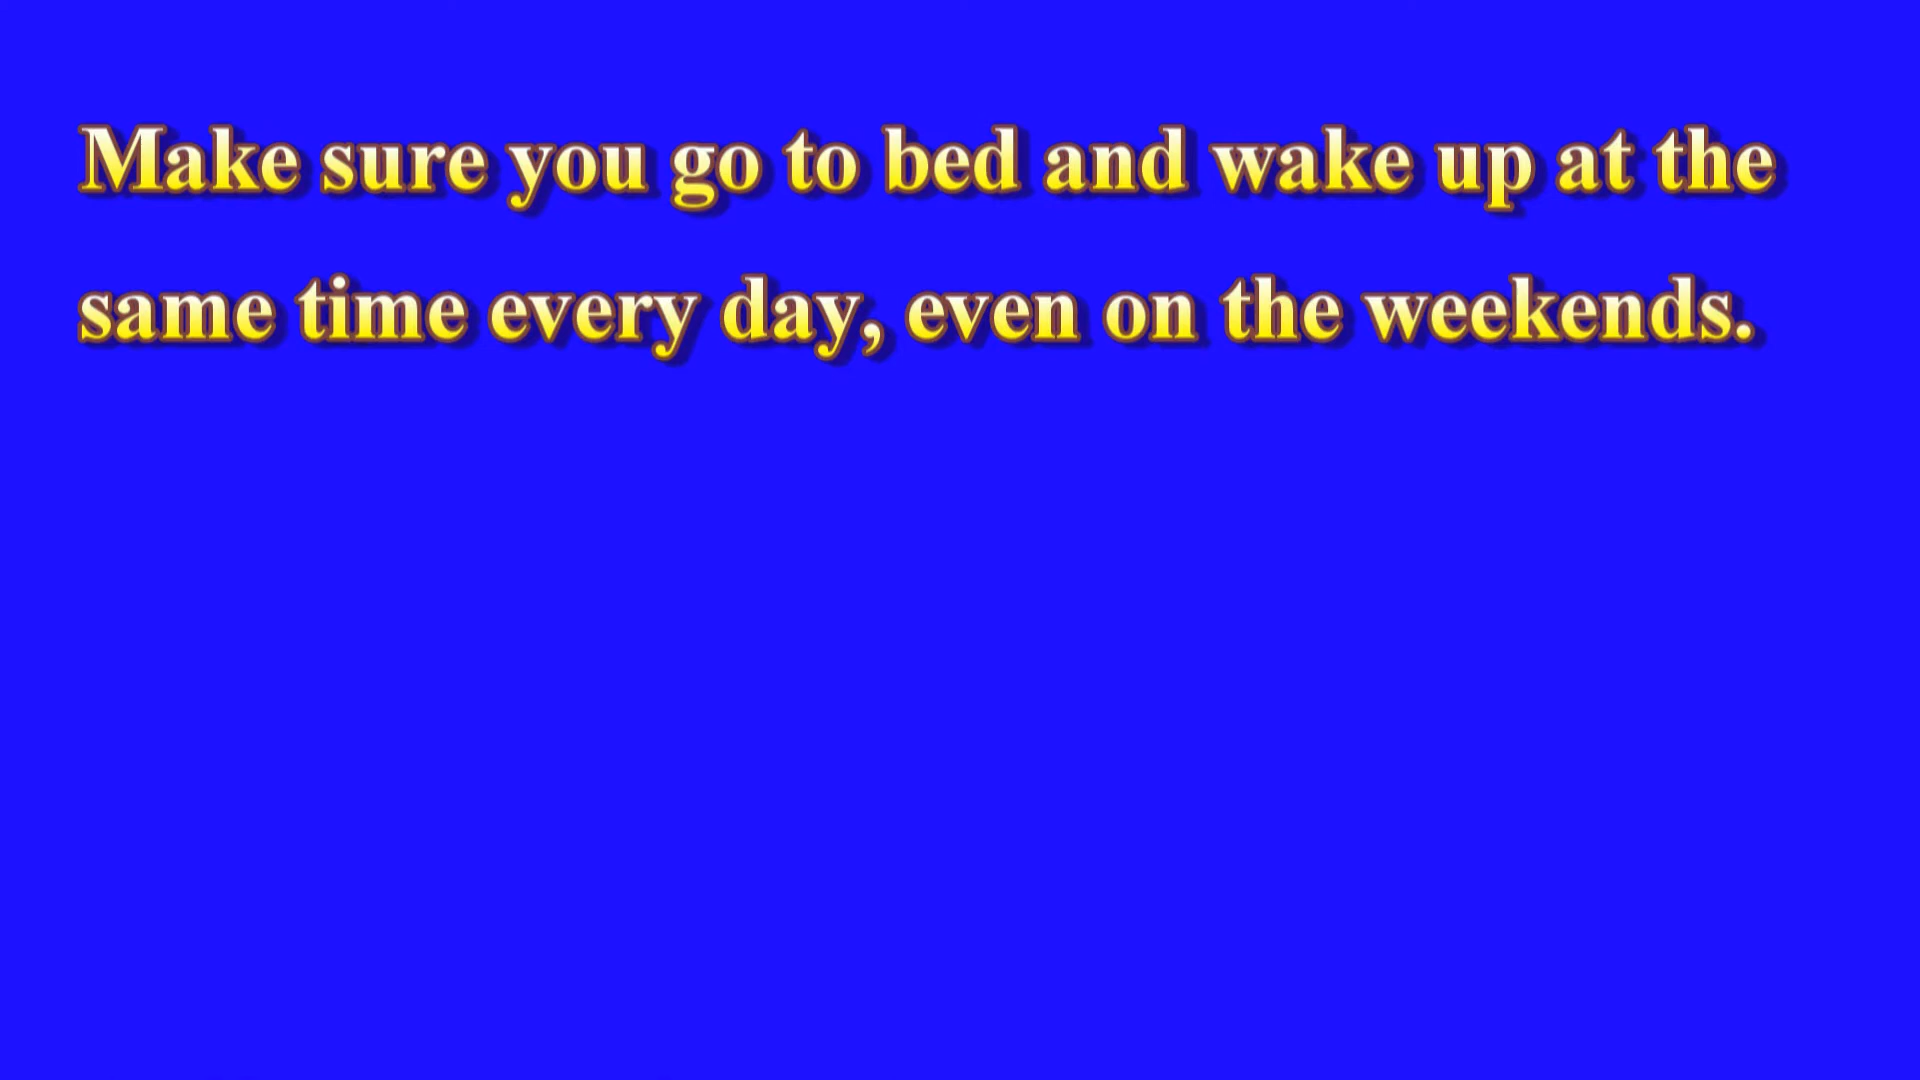 Make sure you go to bed and wake up at the
same time every day, even on the weekends.